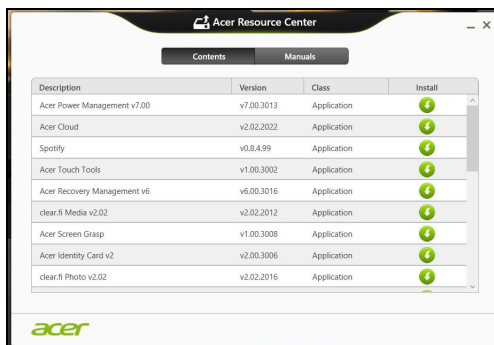 Acer Resource Center
Contents Manuals
Description Version Class Install
Acer Power Management v7.00 v7.00.3013 Application
Acer Cloud v2.02.2022 Application
Spotify v0.8.4.99 Application
Acer Touch Tools v1.00.3002 Application
Acer Recovery Management v6 v6.00.3016 Application
clear.fi Media v2.02 v2.02.2012 Application
Acer Screen Grasp v1.00.3008 Application
Acer Identity Card v2 v2.00.3006 Application
clear.fi Photo v2.02 v2.02.2016 Application
acer